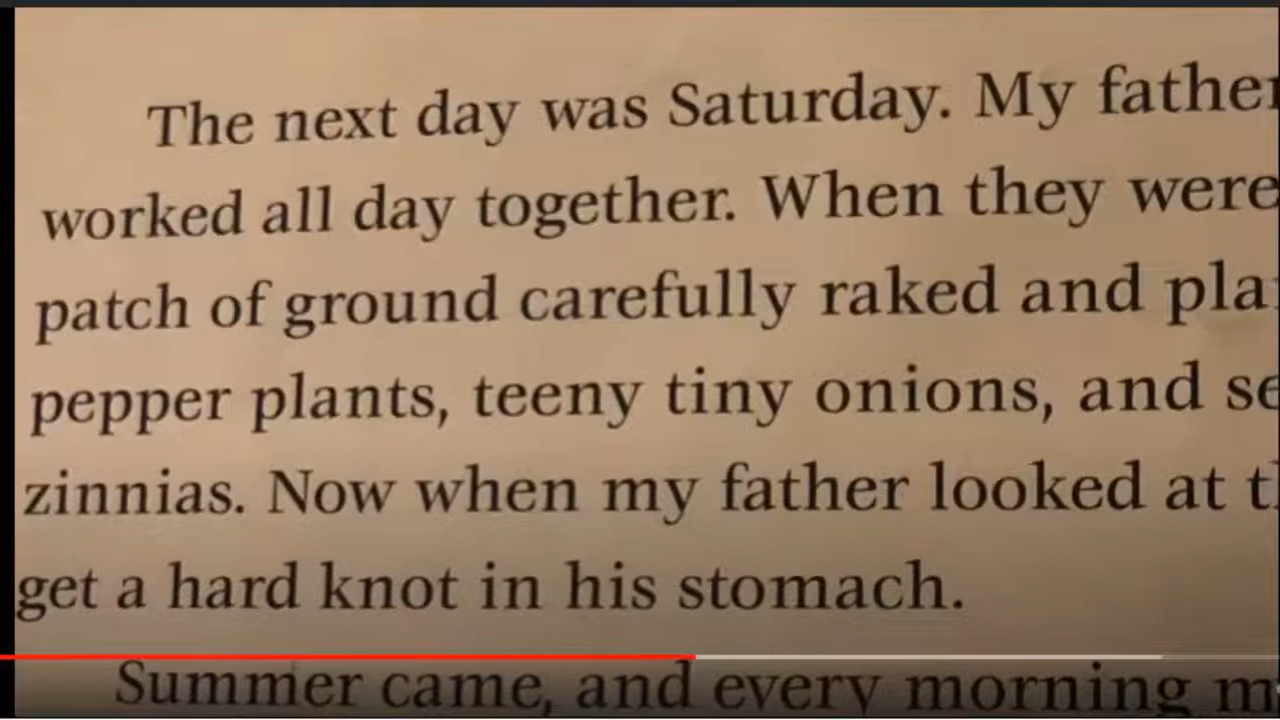 The next day was Saturday. My father
worked all day together. When they were
patch of ground carefully raked and pla
pepper plants, teeny tiny onions, and se
zinnias. Now when my father looked at t
get a hard knot in his stomach.
Summer came, and every morning m